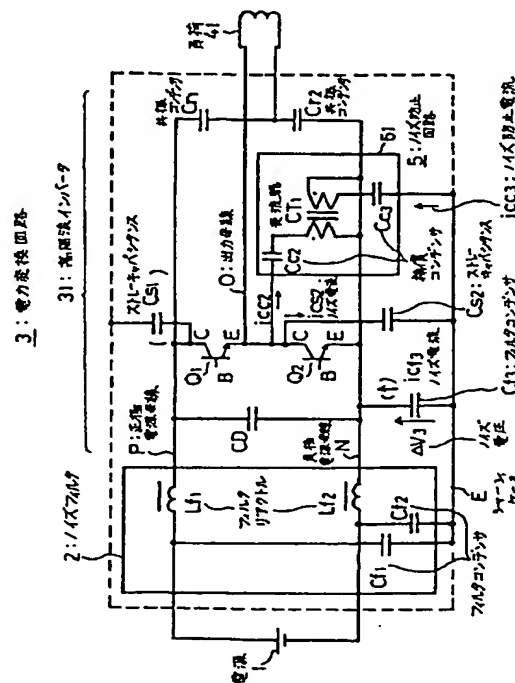 3:電力変換回路
31:高周波インバータ
2:ノイズフィルタ
P:正極
電源母線
ストレーキャパシタンス
CS1
共振
コンデンサ
Cr1
負荷
41
Lf1
フィルタ
リアクトル
Lf2
CD
Q1
C
B
E
O:出力母線
Q2
C
B
E
iCC2
変流器
CT1
CC2
CC3
補償
コンデンサ
Cr2
共振
コンデンサ
51
5:ノイズ防止
回路
iCS2
ノイズ電流
負極
電源母線
N
電源
1
Cf1
Cf2
フィルタコンデンサ
E
シャーシ
ΔV3
ノイズ
電圧
(+)
iCf3
ノイズ電流
Cf3:フィルタコンデンサ
CS2:ストレー
キャパシタンス
iCC3:ノイズ防止電流